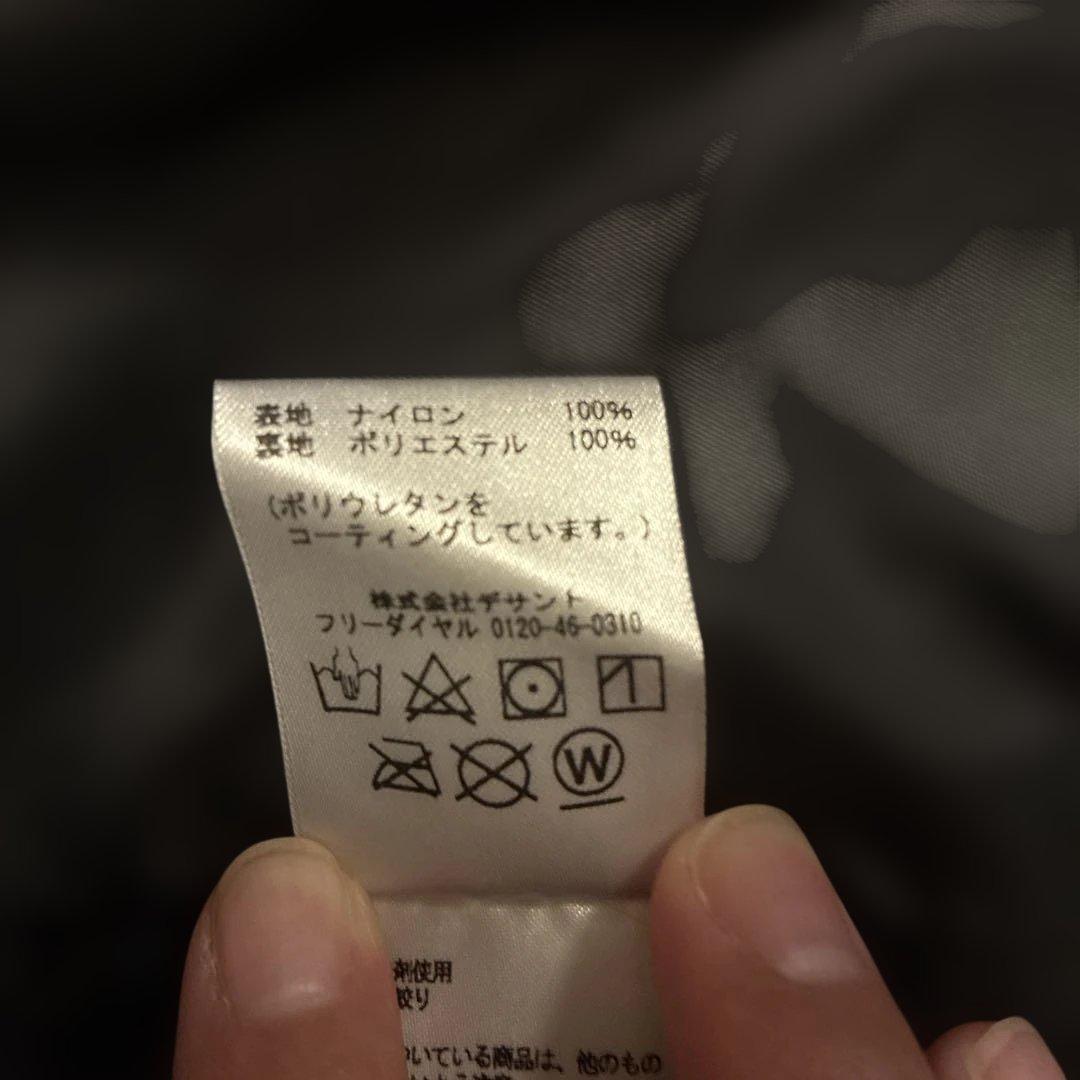 表地 ナイロン 100%
裏地 ポリエステル 100%
(ポリウレタンを
コーティングしています。)
株式会社デサント
フリーダイヤル 0120-46-0310
W
剤使用
絞り
ついている商品は、他のもの